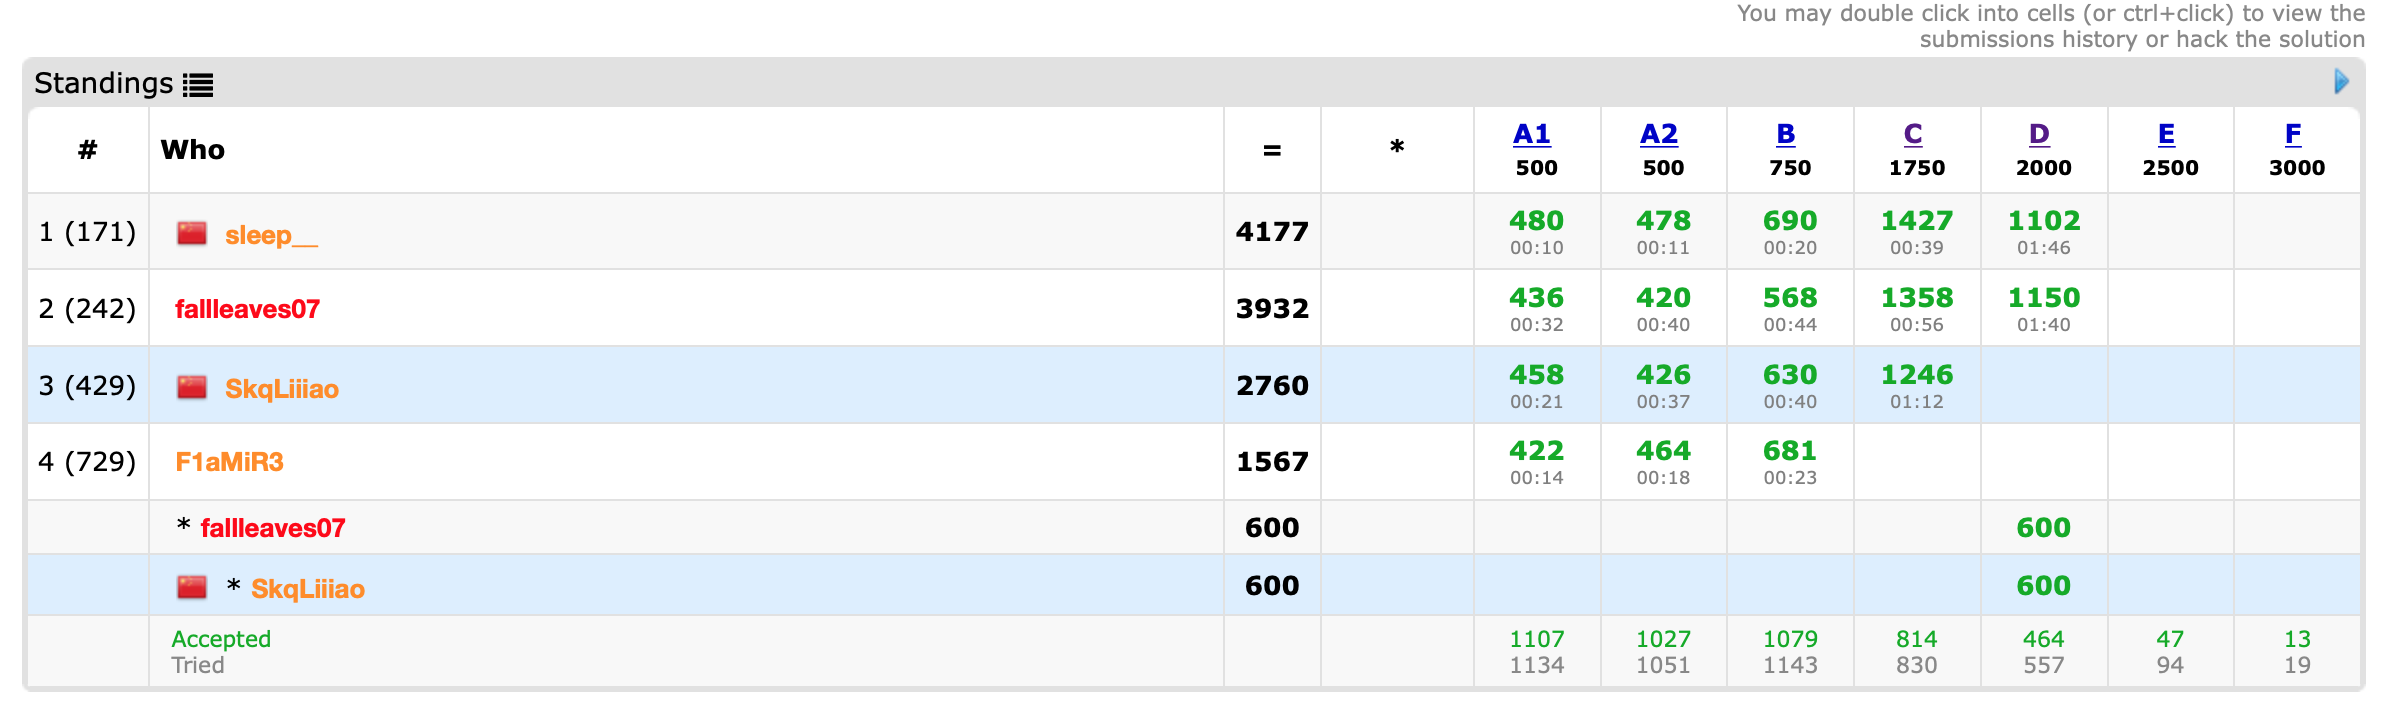 You may double click into cells (or ctrl+click) to view the
submissions history or hack the solution
Standings
# Who = * A1 A2 B C D E F
500 500 750 1750 2000 2500 3000
1 (171) sleep__ 4177 480 478 690 1427 1102
00:10 00:11 00:20 00:39 01:46
2 (242) fallleaves07 3932 436 420 568 1358 1150
00:32 00:40 00:44 00:56 01:40
3 (429) SkqLiiiao 2760 458 426 630 1246
00:21 00:37 00:40 01:12
4 (729) F1aMiR3 1567 422 464 681
00:14 00:18 00:23
* fallleaves07 600 600
* SkqLiiiao 600 600
Accepted 1107 1027 1079 814 464 47 13
Tried 1134 1051 1143 830 557 94 19